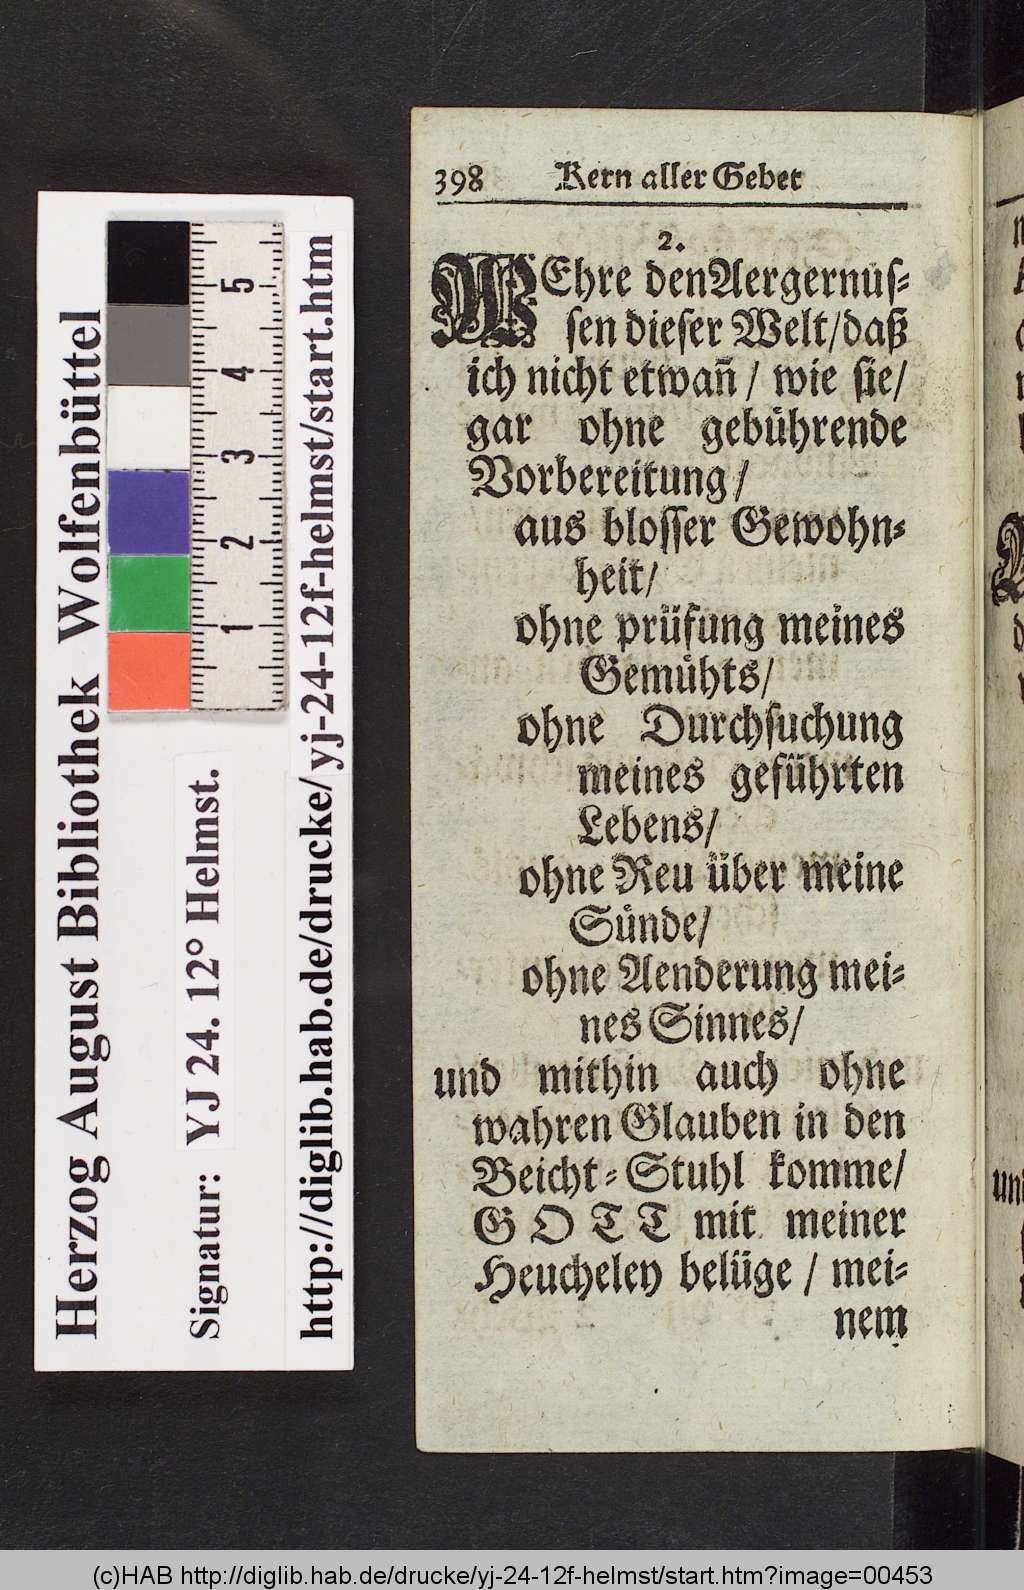 Herzog August Bibliothek Wolfenbüttel
Signatur: YJ 24. 12° Helmst.
http://diglib.hab.de/drucke/yj-24-12f-helmst/start.htm
5
4
3
2
1
398 Kern aller Gebet
2.
WEhre den Aergernus-
sen dieser Welt/ daß
ich nicht etwañ / wie sie/
gar ohne gebührende
Vorbereitung /
aus blosser Gewohn-
heit/
ohne prüfung meines
Gemühts/
ohne Durchsuchung
meines geführten
Lebens/
ohne Reu über meine
Sünde/
ohne Aenderung mei-
nes Sinnes/
und mithin auch ohne
wahren Glauben in den
Beicht-Stuhl komme/
GOTT mit meiner
Heucheley belüge / mei-
nem
(c)HAB http://diglib.hab.de/drucke/yj-24-12f-helmst/start.htm?image=00453